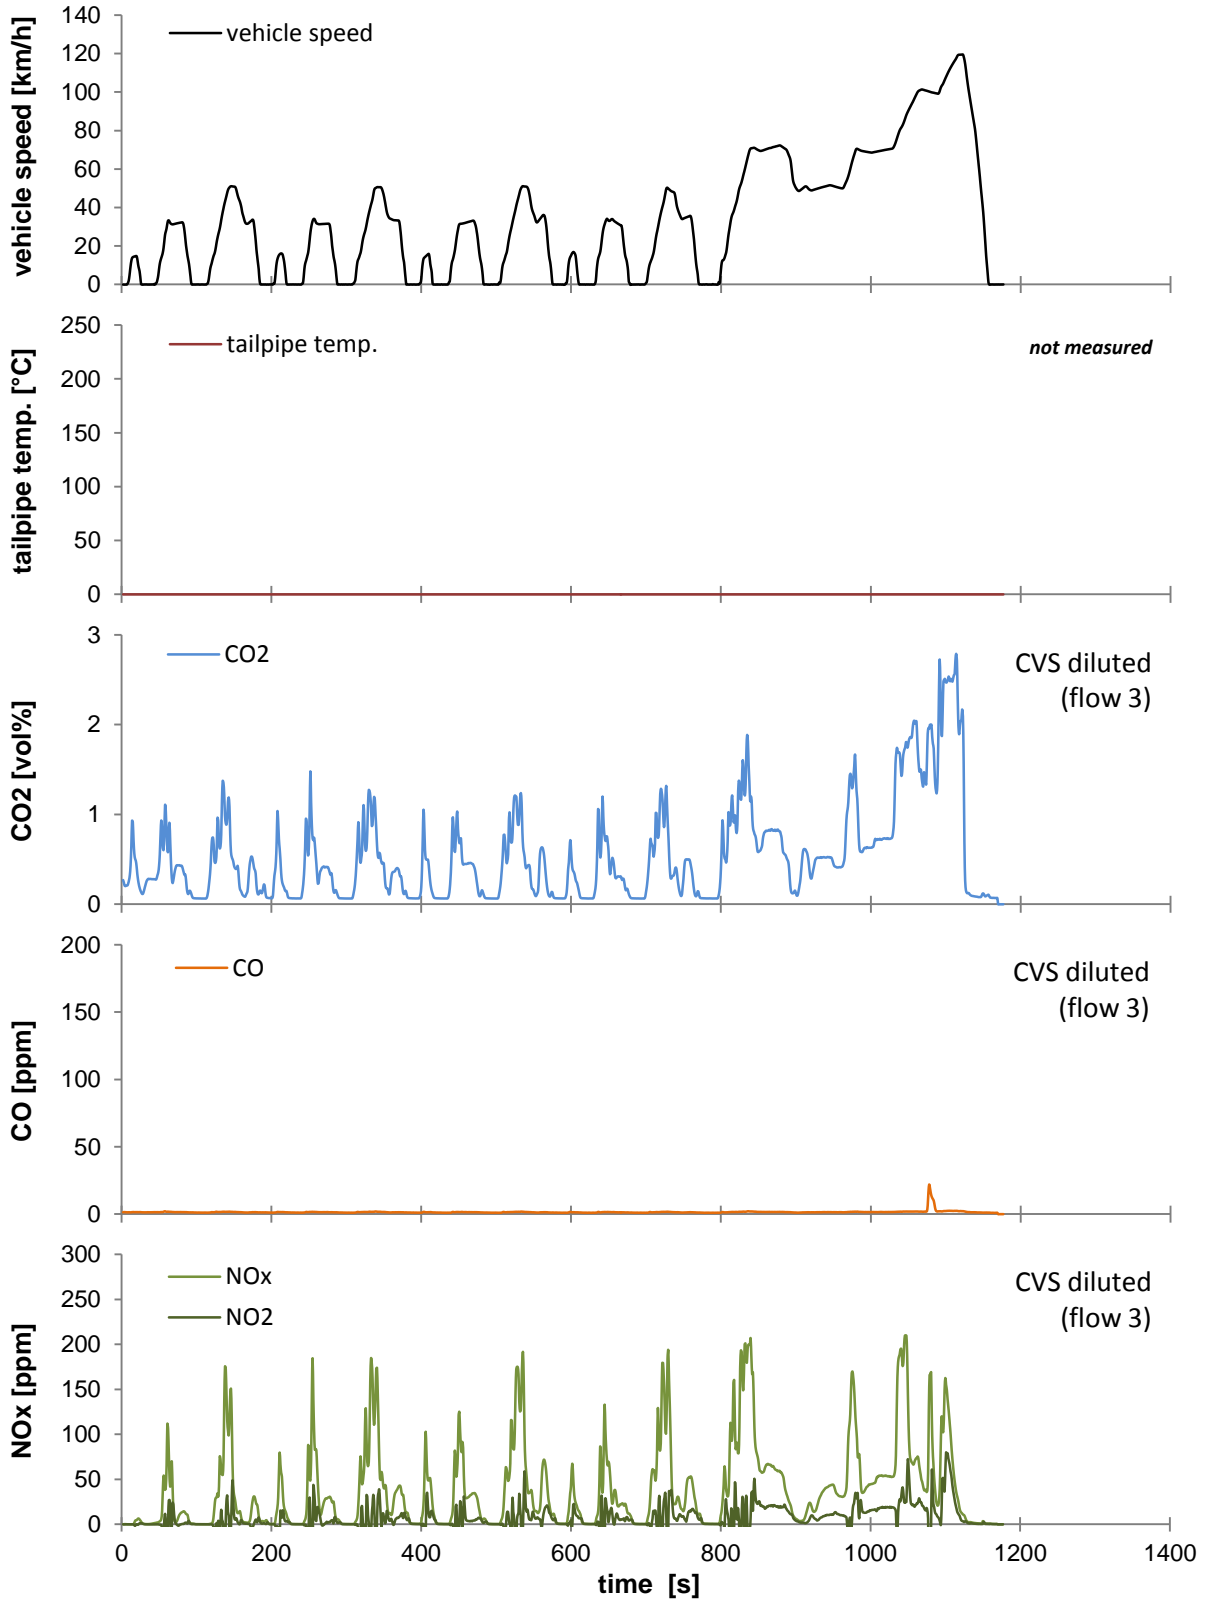 vehicle speed [km/h]
140
120
100
80
60
40
20
0
vehicle speed
tailpipe temp. [°C]
250
200
150
100
50
0
tailpipe temp.
not measured
CO2 [vol%]
3
2
1
0
CO2
CVS diluted
(flow 3)
CO [ppm]
200
150
100
50
0
CO
CVS diluted
(flow 3)
NOx [ppm]
300
250
200
150
100
50
0
NOx
NO2
CVS diluted
(flow 3)
0 200 400 600 800 1000 1200 1400
time [s]